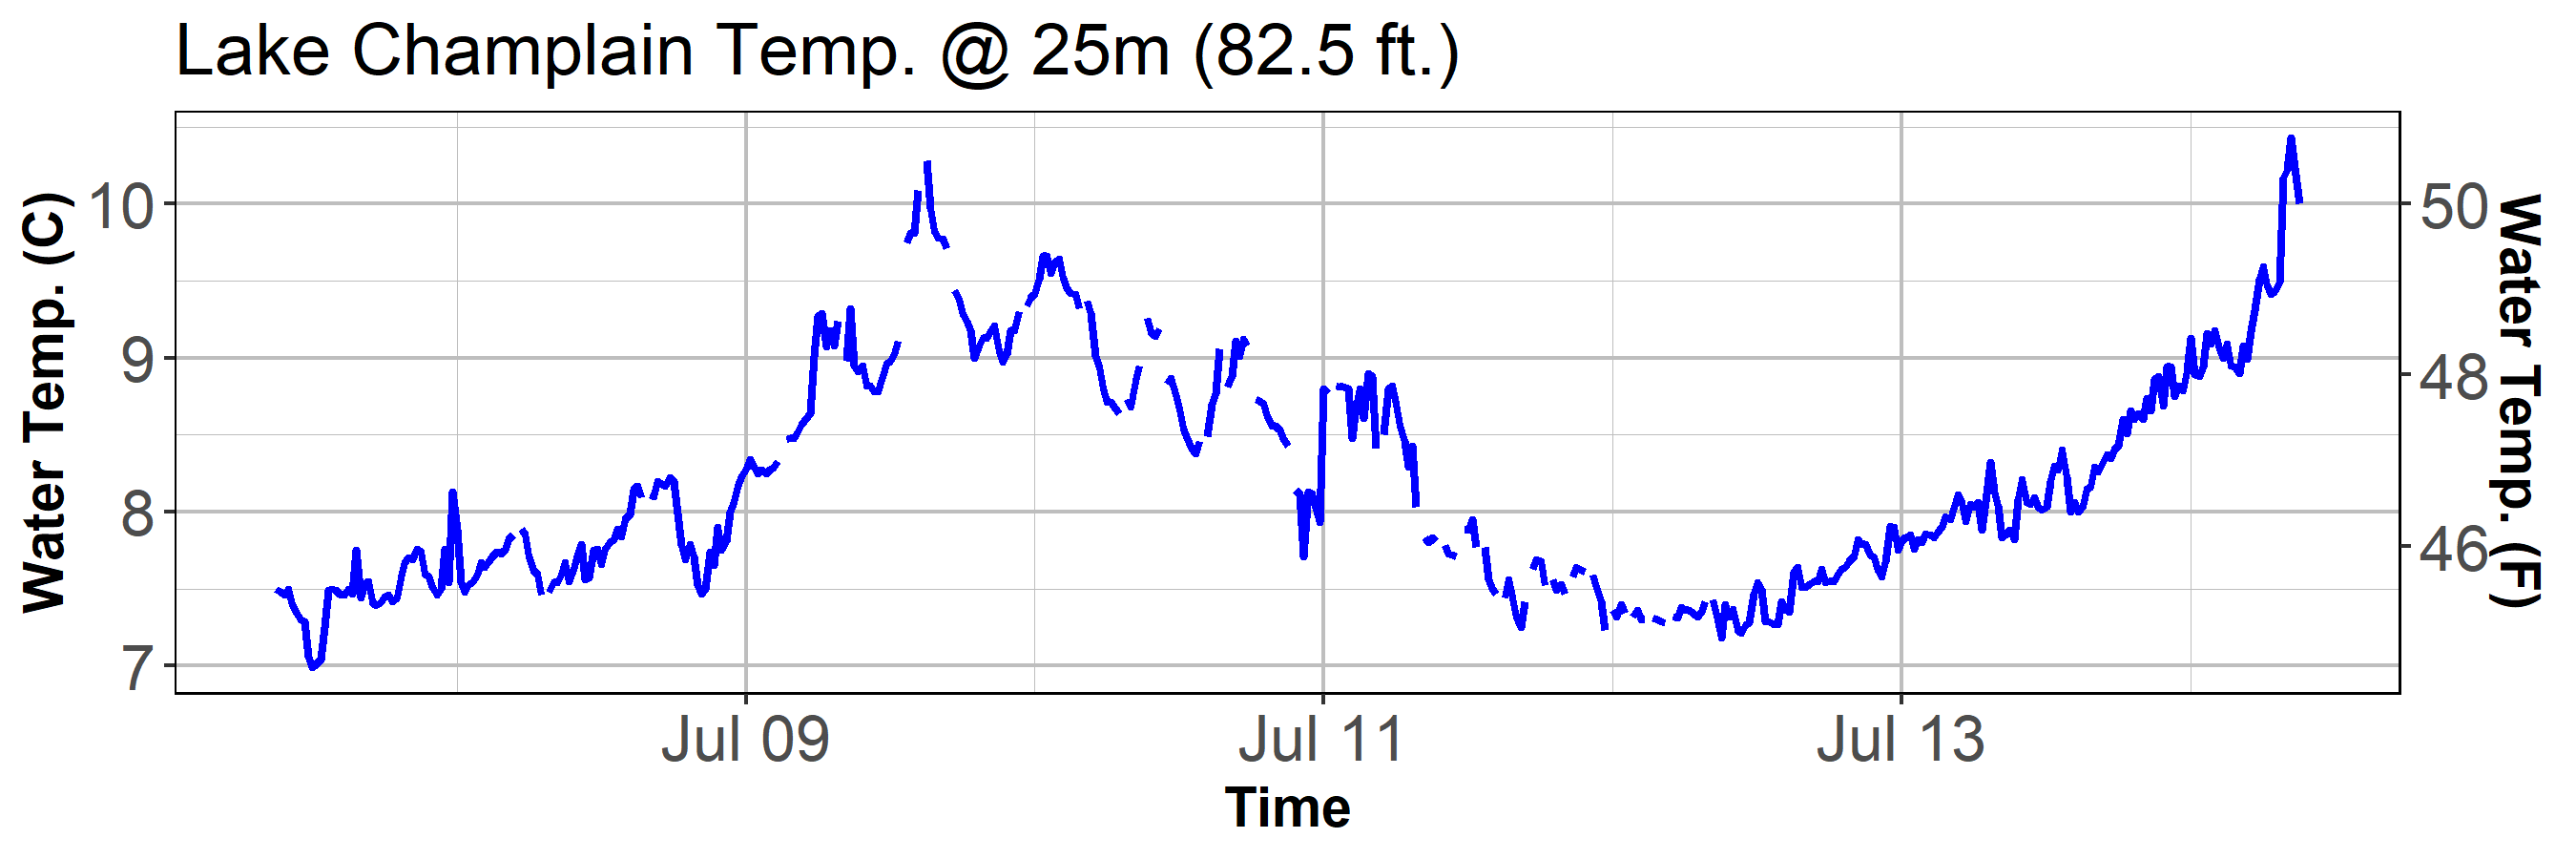 Lake Champlain Temp. @ 25m (82.5 ft.)
Water Temp. (C)
10
9
8
7
50
48
46
Water Temp. (F)
Jul 09
Jul 11
Jul 13
Time